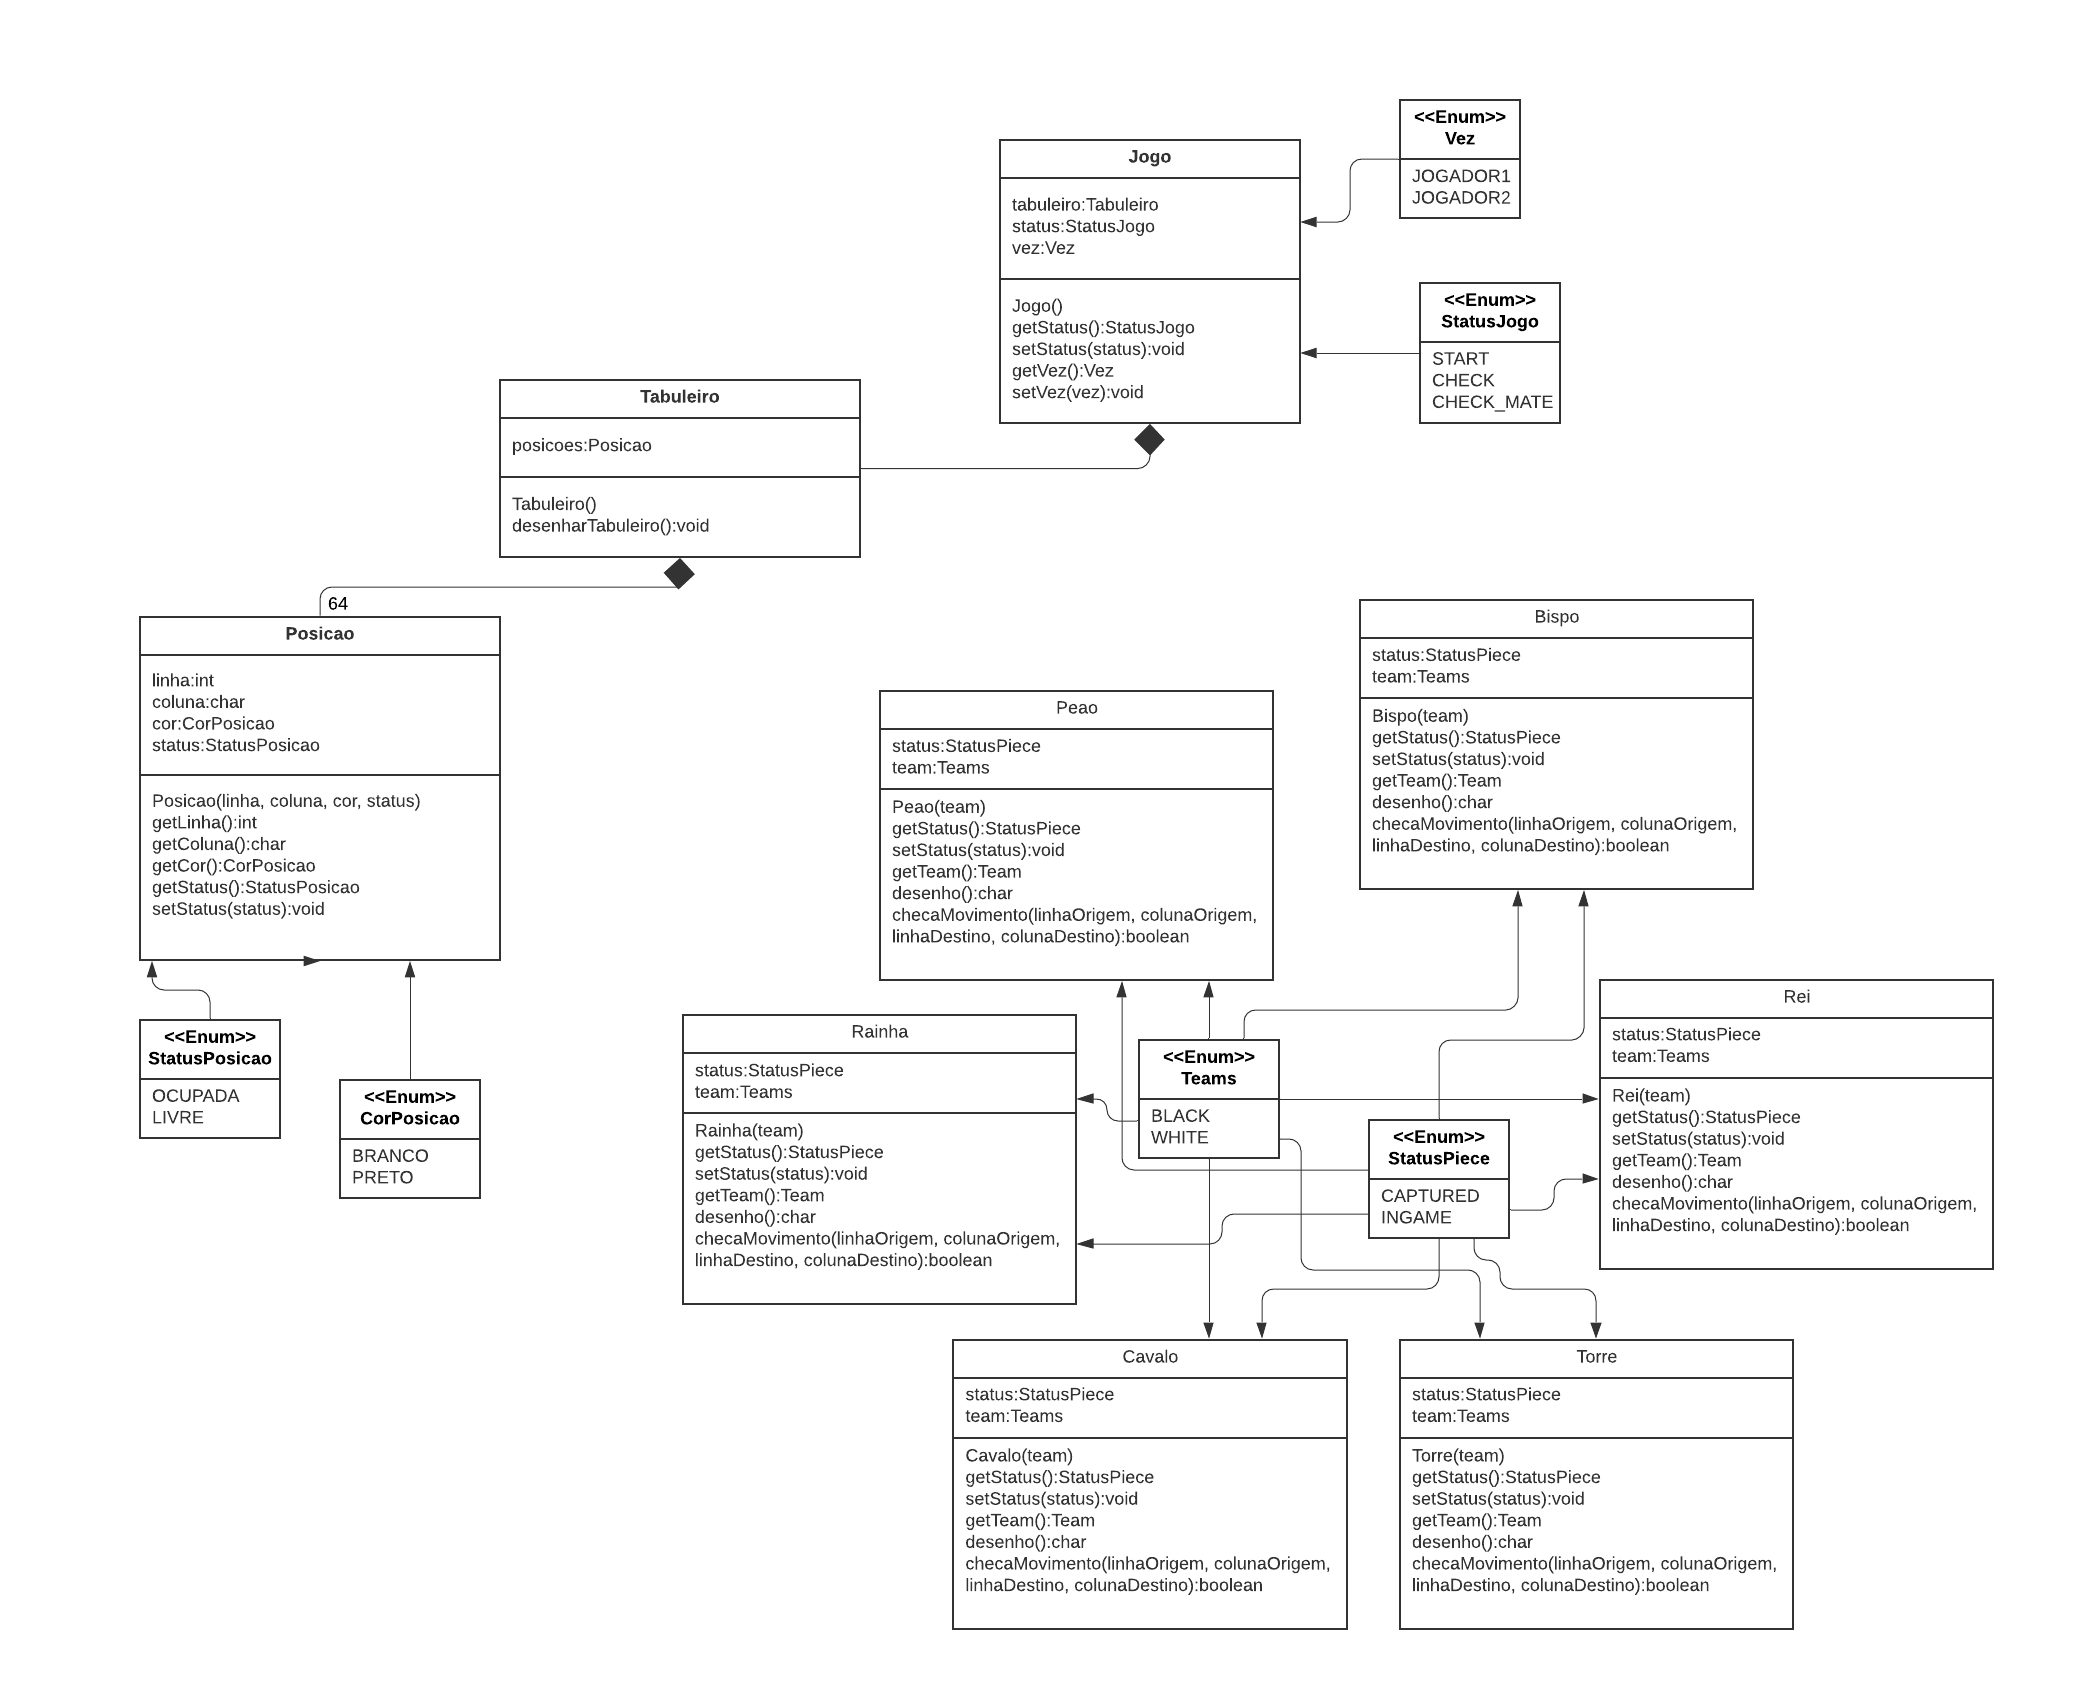 <<Enum>>
Vez
JOGADOR1
JOGADOR2
Jogo
tabuleiro:Tabuleiro
status:StatusJogo
vez:Vez
Jogo()
getStatus():StatusJogo
setStatus(status):void
getVez():Vez
setVez(vez):void
<<Enum>>
StatusJogo
START
CHECK
CHECK_MATE
Tabuleiro
posicoes:Posicao
Tabuleiro()
desenharTabuleiro():void
64
Posicao
linha:int
coluna:char
cor:CorPosicao
status:StatusPosicao
Posicao(linha, coluna, cor, status)
getLinha():int
getColuna():char
getCor():CorPosicao
getStatus():StatusPosicao
setStatus(status):void
<<Enum>>
StatusPosicao
OCUPADA
LIVRE
<<Enum>>
CorPosicao
BRANCO
PRETO
Bispo
status:StatusPiece
team:Teams
Bispo(team)
getStatus():StatusPiece
setStatus(status):void
getTeam():Team
desenho():char
checaMovimento(linhaOrigem, colunaOrigem,
linhaDestino, colunaDestino):boolean
Peao
status:StatusPiece
team:Teams
Peao(team)
getStatus():StatusPiece
setStatus(status):void
getTeam():Team
desenho():char
checaMovimento(linhaOrigem, colunaOrigem,
linhaDestino, colunaDestino):boolean
Rainha
status:StatusPiece
team:Teams
Rainha(team)
getStatus():StatusPiece
setStatus(status):void
getTeam():Team
desenho():char
checaMovimento(linhaOrigem, colunaOrigem,
linhaDestino, colunaDestino):boolean
<<Enum>>
Teams
BLACK
WHITE
<<Enum>>
StatusPiece
CAPTURED
INGAME
Rei
status:StatusPiece
team:Teams
Rei(team)
getStatus():StatusPiece
setStatus(status):void
getTeam():Team
desenho():char
checaMovimento(linhaOrigem, colunaOrigem,
linhaDestino, colunaDestino):boolean
Cavalo
status:StatusPiece
team:Teams
Cavalo(team)
getStatus():StatusPiece
setStatus(status):void
getTeam():Team
desenho():char
checaMovimento(linhaOrigem, colunaOrigem,
linhaDestino, colunaDestino):boolean
Torre
status:StatusPiece
team:Teams
Torre(team)
getStatus():StatusPiece
setStatus(status):void
getTeam():Team
desenho():char
checaMovimento(linhaOrigem, colunaOrigem,
linhaDestino, colunaDestino):boolean